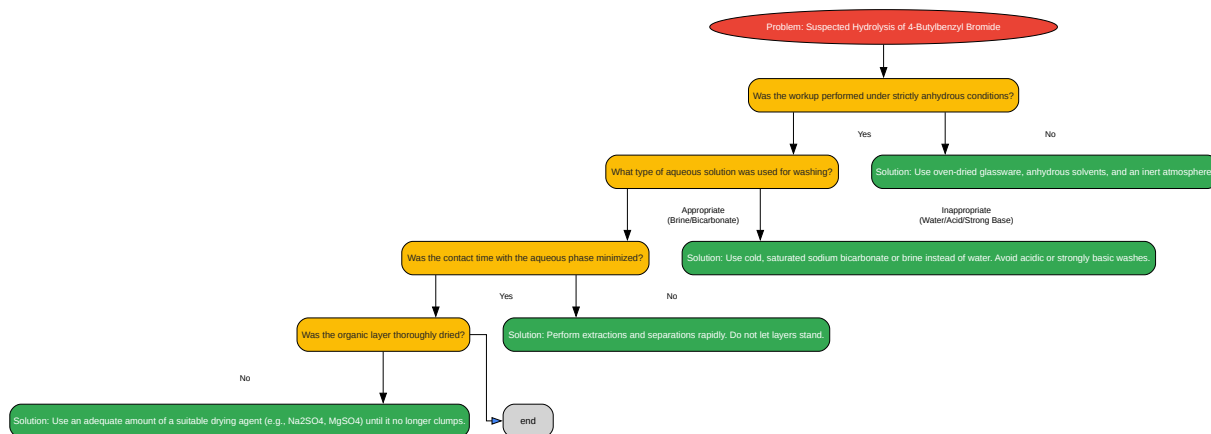 Problem: Suspected Hydrolysis of 4-Butylbenzyl Bromide
Was the workup performed under strictly anhydrous conditions?
Yes
No
What type of aqueous solution was used for washing?
Solution: Use oven-dried glassware, anhydrous solvents, and an inert atmosphere
Appropriate
(Brine/Bicarbonate)
Inappropriate
(Water/Acid/Strong Base)
Was the contact time with the aqueous phase minimized?
Solution: Use cold, saturated sodium bicarbonate or brine instead of water. Avoid acidic or strongly basic washes.
Yes
No
Was the organic layer thoroughly dried?
Solution: Perform extractions and separations rapidly. Do not let layers stand.
No
Solution: Use an adequate amount of a suitable drying agent (e.g., Na2SO4, MgSO4) until it no longer clumps.
end